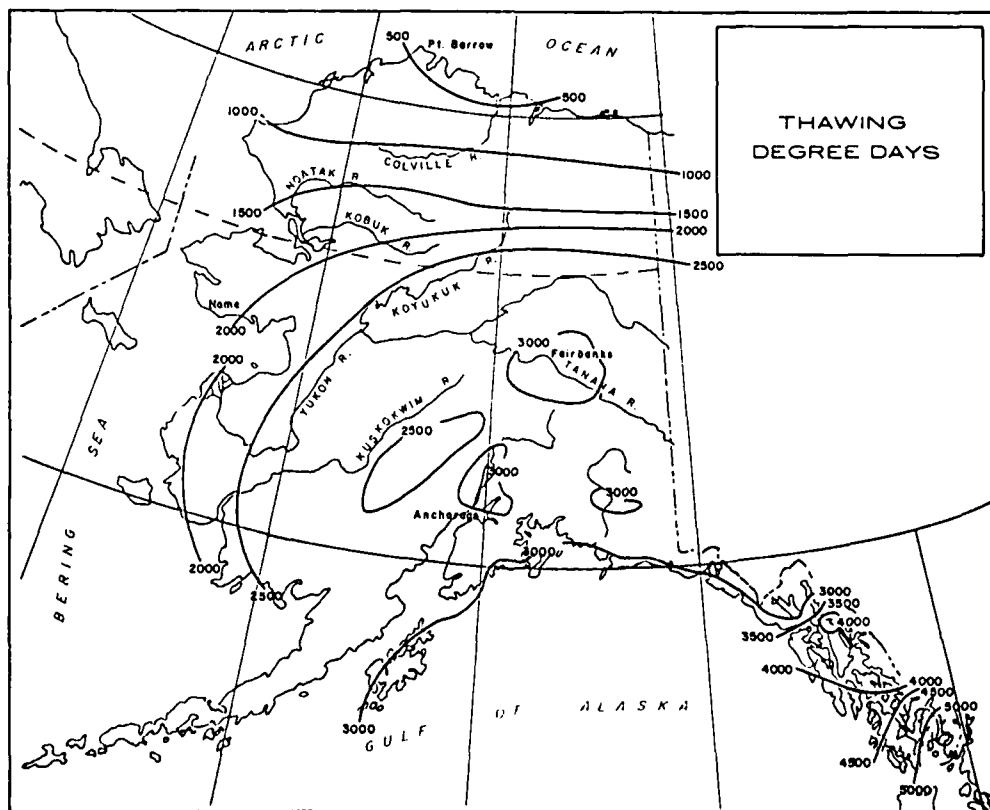 500
Pt. Barrow
ARCTIC
OCEAN
500
THAWING
DEGREE DAYS
1000
COLVILLE R.
1000
NOATAK R.
1500
KOBUK R.
1500
2000
2500
R.
KOYUKUK
Nome
2000
2000
3000
Fairbanks
TANANA R.
YUKON R.
KUSKOKWIM R
2500
SEA
3000
3000
Anchorage
BERING
2000
3000
2500
3000
3500
4000
3500
4000
4000
4500
5000
3000
GULF OF ALASKA
4500
5000